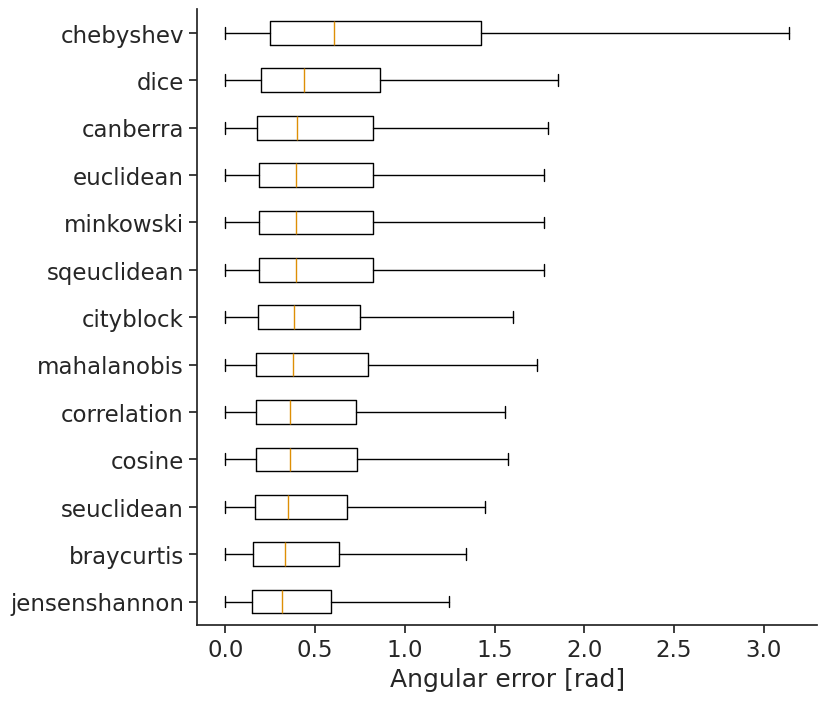 chebyshev
dice
canberra
euclidean
minkowski
sqeuclidean
cityblock
mahalanobis
correlation
cosine
seuclidean
braycurtis
jensenshannon
0.0 0.5 1.0 1.5 2.0 2.5 3.0
Angular error [rad]